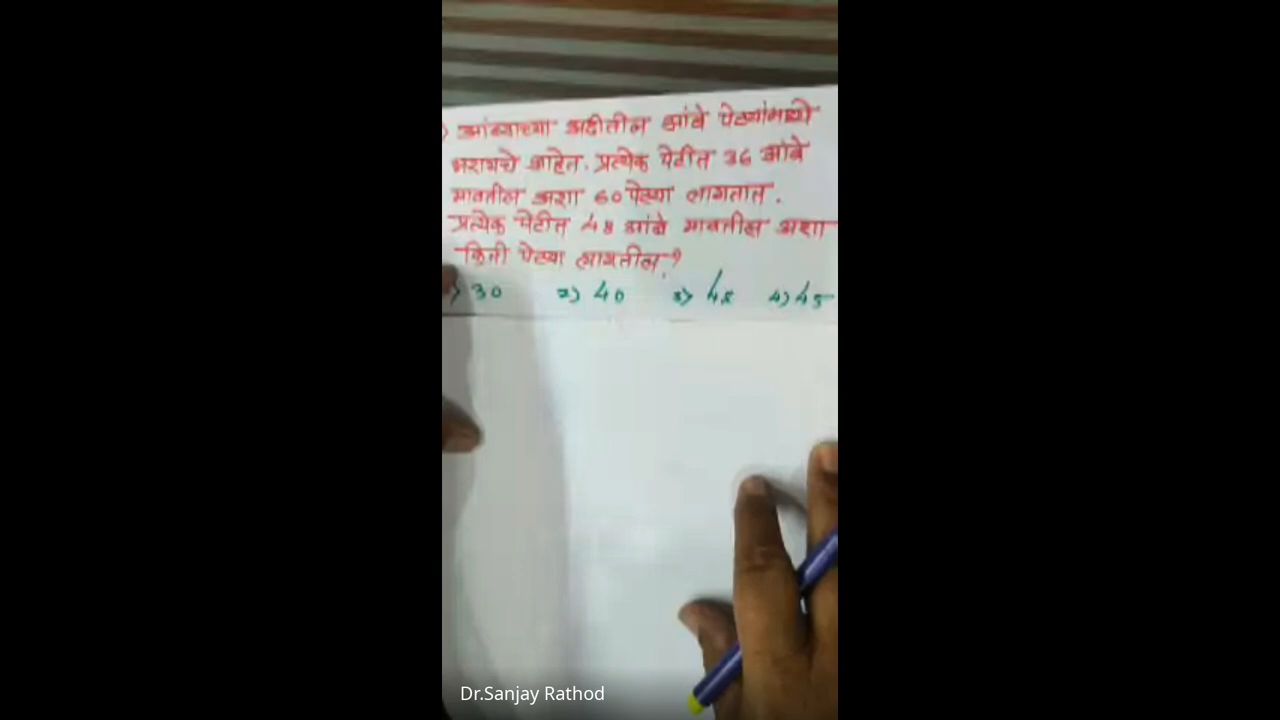 ) आंब्याच्या अढीतील आंबे पेट्यांमध्ये
भरायचे आहेत. प्रत्येक पेटीत 36 आंबे
मावतील अशा 60 पेट्या लागतात.
प्रत्येक पेटीत 48 आंबे मावतील अशा
किती पेट्या लागतील?
) 30 2) 40 3) 48 4) 45
Dr.Sanjay Rathod